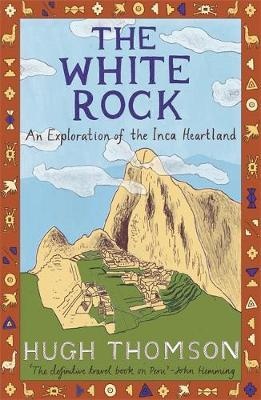 THE
WHITE
ROCK
An Exploration of the Inca Heartland
HUGH THOMSON
'The definitive travel book on Peru' – John Hemming